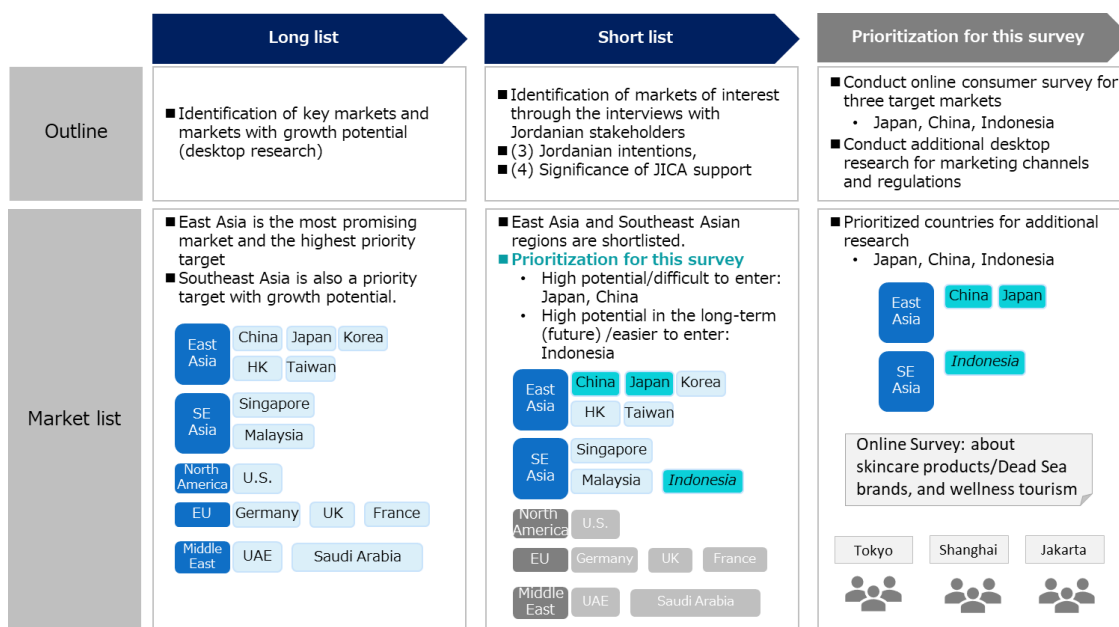 Long list
Short list
Prioritization for this survey
Outline
■ Identification of key markets and
markets with growth potential
(desktop research)
■ Identification of markets of interest
through the interviews with
Jordanian stakeholders
■ (3) Jordanian intentions,
■ (4) Significance of JICA support
■ Conduct online consumer survey for
three target markets
• Japan, China, Indonesia
■ Conduct additional desktop
research for marketing channels
and regulations
Market list
■ East Asia is the most promising
market and the highest priority
target
■ Southeast Asia is also a priority
target with growth potential.
East
Asia
China
Japan
Korea
HK
Taiwan
SE
Asia
Singapore
Malaysia
North
America
U.S.
EU
Germany
UK
France
Middle
East
UAE
Saudi Arabia
■ East Asia and Southeast Asian
regions are shortlisted.
■ Prioritization for this survey
• High potential/difficult to enter:
Japan, China
• High potential in the long-term
(future) /easier to enter:
Indonesia
East
Asia
China
Japan
Korea
HK
Taiwan
SE
Asia
Singapore
Malaysia
Indonesia
North
America
U.S.
EU
Germany
UK
France
Middle
East
UAE
Saudi Arabia
■ Prioritized countries for additional
research
• Japan, China, Indonesia
East
Asia
China
Japan
SE
Asia
Indonesia
Online Survey: about
skincare products/Dead Sea
brands, and wellness tourism
Tokyo
Shanghai
Jakarta